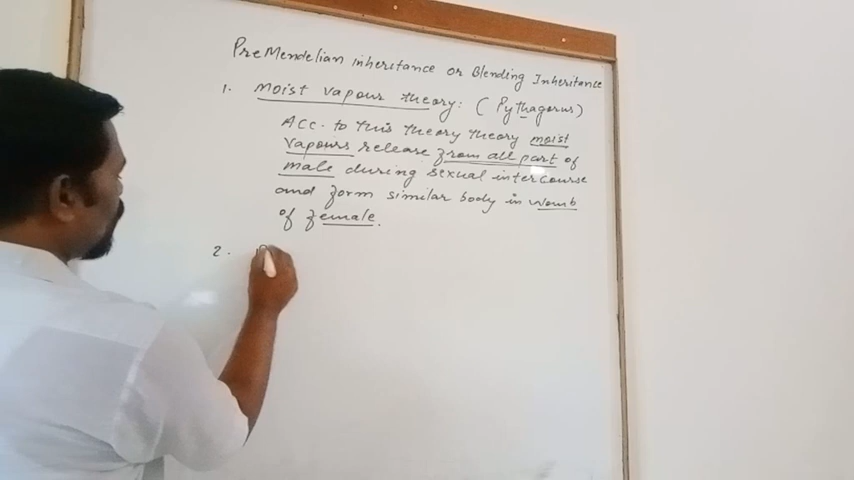 PreMendelian inheritance or Blending Inheritance
1. Moist vapour theory: (Pythagorus)
Acc. to this theory theory moist
vapours release from all part of
male during sexual intercourse
and form similar body in womb
of female.
2.